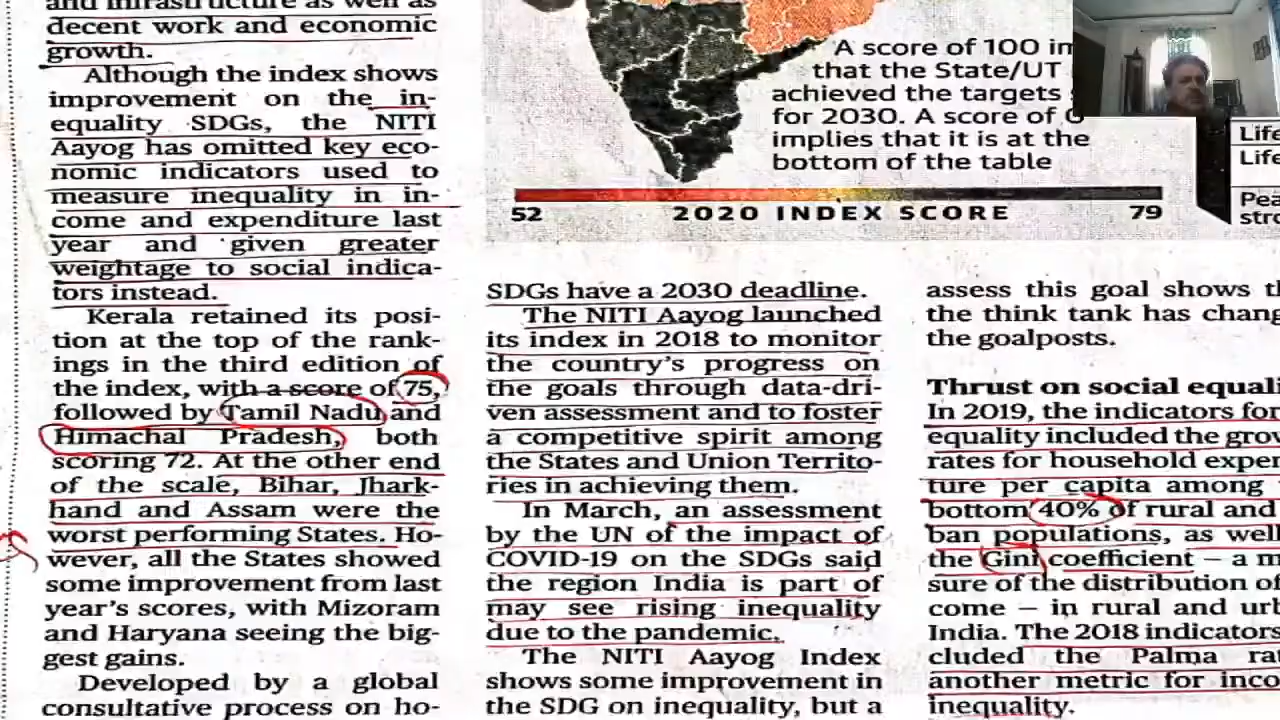 and infrastructure as well as
decent work and economic
growth.
Although the index shows
improvement on the in-
equality SDGs, the NITI
Aayog has omitted key eco-
nomic indicators used to
measure inequality in in-
come and expenditure last
year and given greater
weightage to social indica-
tors instead.
Kerala retained its posi-
tion at the top of the rank-
ings in the third edition of
the index, with a score of 75,
followed by Tamil Nadu and
Himachal Pradesh, both
scoring 72. At the other end
of the scale, Bihar, Jhark-
hand and Assam were the
worst performing States. Ho-
wever, all the States showed
some improvement from last
year's scores, with Mizoram
and Haryana seeing the big-
gest gains.
Developed by a global
consultative process on ho-
A score of 100 im
that the State/UT
achieved the targets
for 2030. A score of 0
implies that it is at the
bottom of the table
52 2020 INDEX SCORE 79
SDGs have a 2030 deadline.
The NITI Aayog launched
its index in 2018 to monitor
the country's progress on
the goals through data-dri-
ven assessment and to foster
a competitive spirit among
the States and Union Territo-
ries in achieving them.
In March, an assessment
by the UN of the impact of
COVID-19 on the SDGs said
the region India is part of
may see rising inequality
due to the pandemic.
The NITI Aayog Index
shows some improvement in
the SDG on inequality, but a
Life
Life
Pea
stro
assess this goal shows th
the think tank has chang
the goalposts.
Thrust on social equali
In 2019, the indicators for
equality included the grow
rates for household exper
ture per capita among
bottom 40% of rural and
ban populations, as well
the Gini coefficient – a m
sure of the distribution of
come – in rural and url
India. The 2018 indicators
cluded the Palma rat
another metric for inco
inequality.